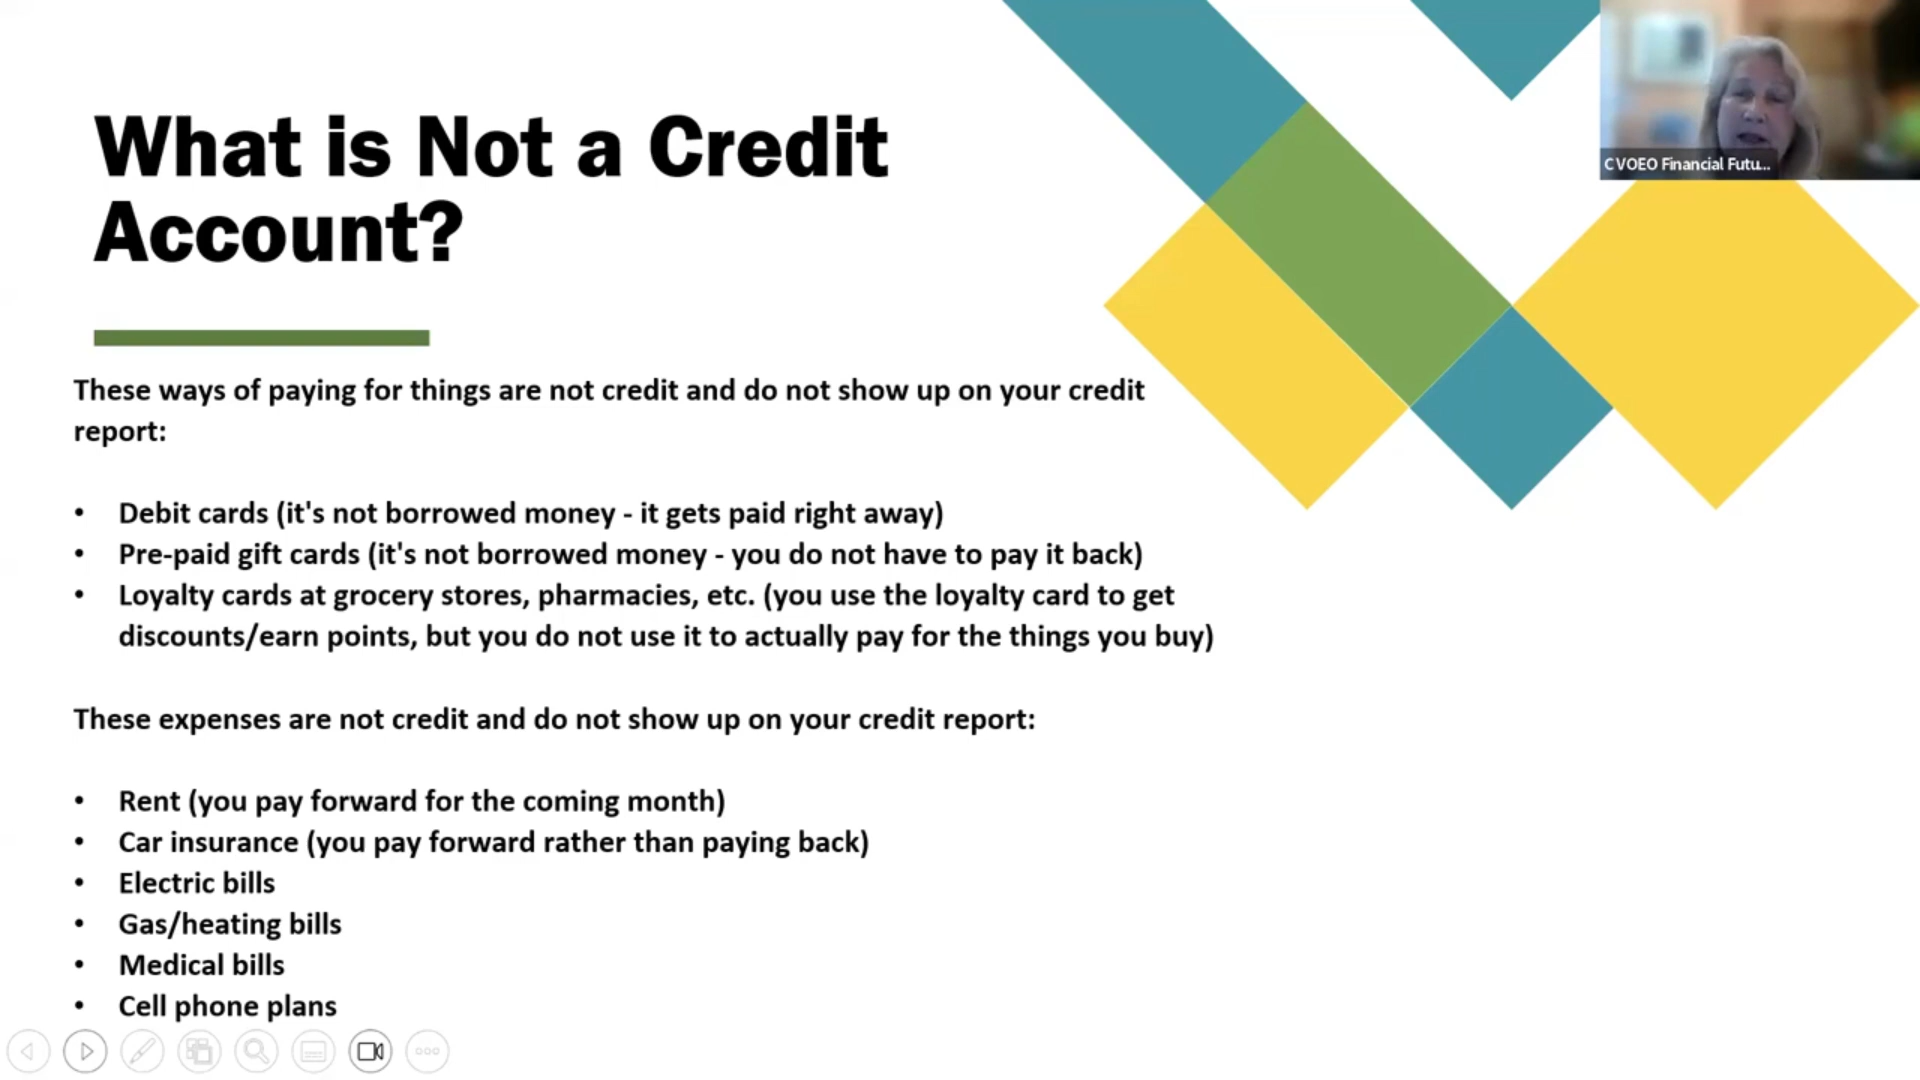 What is Not a Credit
Account?
CVOEO Financial Futu...
These ways of paying for things are not credit and do not show up on your credit
report:
• Debit cards (it's not borrowed money - it gets paid right away)
• Pre-paid gift cards (it's not borrowed money - you do not have to pay it back)
• Loyalty cards at grocery stores, pharmacies, etc. (you use the loyalty card to get
discounts/earn points, but you do not use it to actually pay for the things you buy)
These expenses are not credit and do not show up on your credit report:
• Rent (you pay forward for the coming month)
• Car insurance (you pay forward rather than paying back)
• Electric bills
• Gas/heating bills
• Medical bills
• Cell phone plans